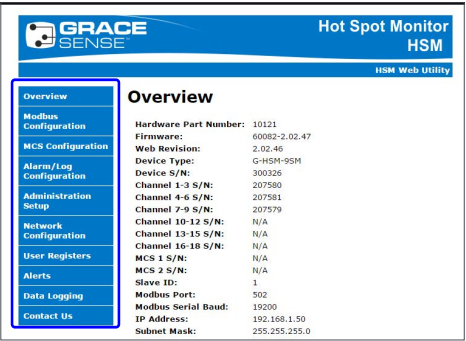 GRACE
SENSE
Hot Spot Monitor
HSM
HSM Web Utility
Overview
Modbus
Configuration
MCS Configuration
Alarm/Log
Configuration
Administration
Setup
Network
Configuration
User Registers
Alerts
Data Logging
Contact Us
Overview
Hardware Part Number: 10121
Firmware: 60082-2.02.47
Web Revision: 2.02.46
Device Type: G-HSM-9SM
Device S/N: 300326
Channel 1-3 S/N: 207580
Channel 4-6 S/N: 207581
Channel 7-9 S/N: 207579
Channel 10-12 S/N: N/A
Channel 13-15 S/N: N/A
Channel 16-18 S/N: N/A
MCS 1 S/N: N/A
MCS 2 S/N: N/A
Slave ID: 1
Modbus Port: 502
Modbus Serial Baud: 19200
IP Address: 192.168.1.50
Subnet Mask: 255.255.255.0